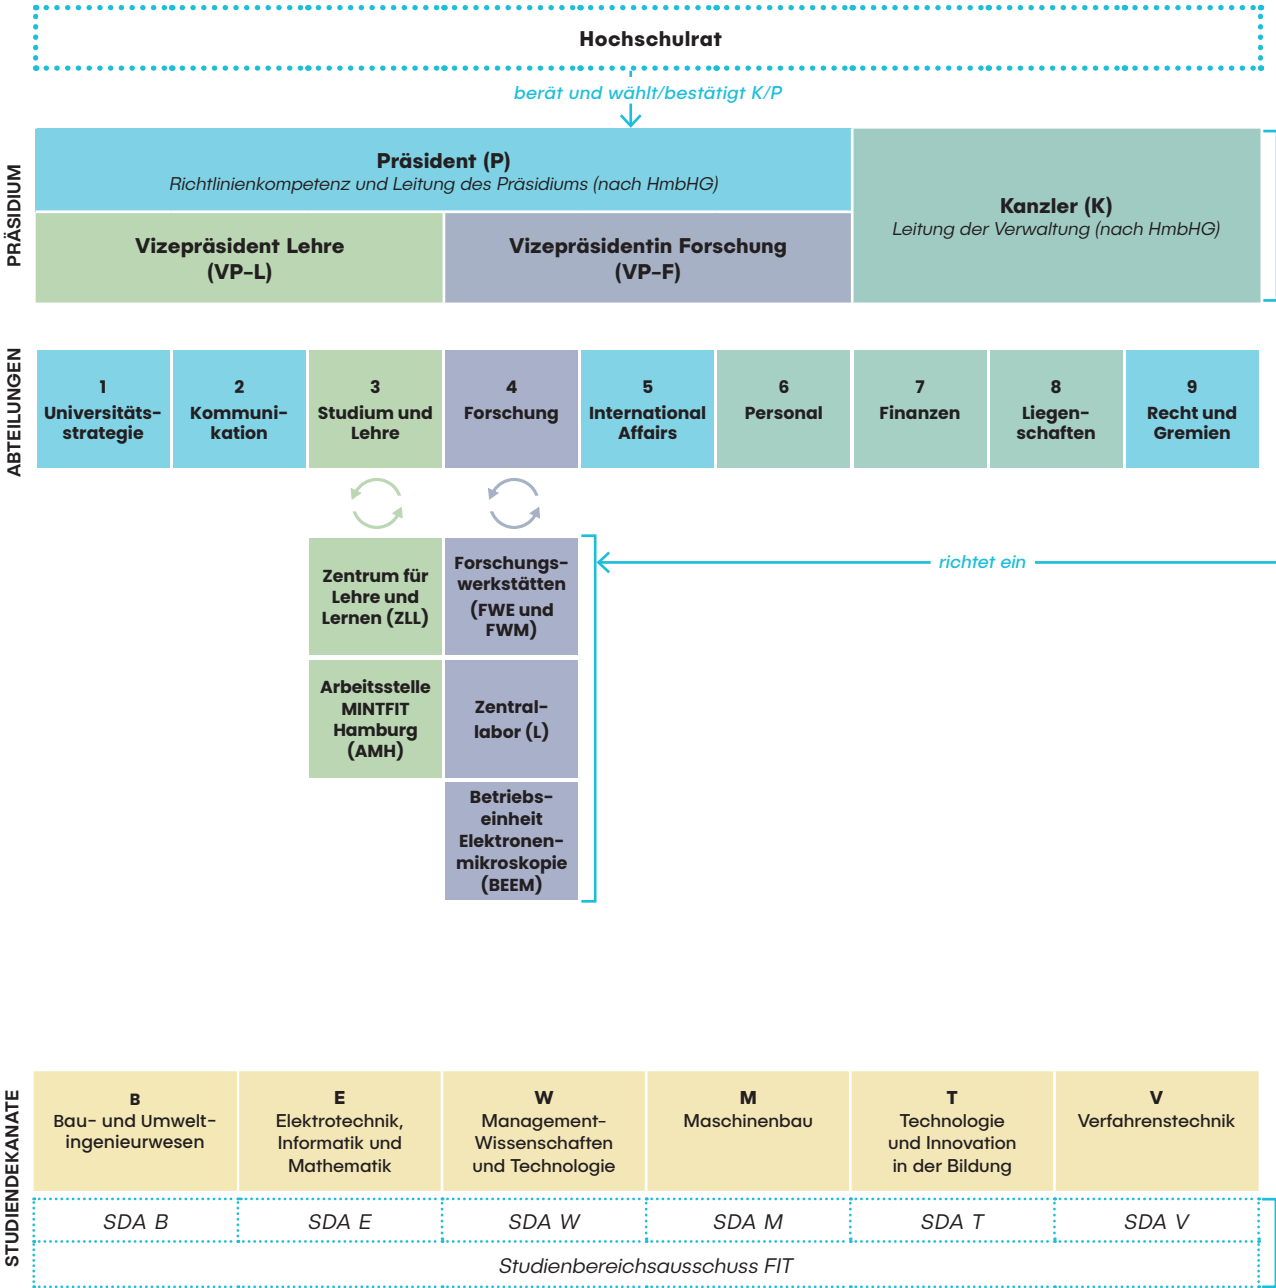 Hochschulrat
berät und wählt/bestätigt K/P
PRÄSIDIUM
Präsident (P)
Richtlinienkompetenz und Leitung des Präsidiums (nach HmbHG)
Vizepräsident Lehre
(VP-L)
Vizepräsidentin Forschung
(VP-F)
Kanzler (K)
Leitung der Verwaltung (nach HmbHG)
ABTEILUNGEN
1
Universitäts-
strategie
2
Kommuni-
kation
3
Studium und
Lehre
4
Forschung
5
International
Affairs
6
Personal
7
Finanzen
8
Liegen-
schaften
9
Recht und
Gremien
Zentrum für
Lehre und
Lernen (ZLL)
Forschungs-
werkstätten
(FWE und
FWM)
richtet ein
Arbeitsstelle
MINTFIT
Hamburg
(AMH)
Zentral-
labor (L)
Betriebs-
einheit
Elektronen-
mikroskopie
(BEEM)
STUDIENDEKANATE
B
Bau- und Umwelt-
ingenieurwesen
E
Elektrotechnik,
Informatik und
Mathematik
W
Management-
Wissenschaften
und Technologie
M
Maschinenbau
T
Technologie
und Innovation
in der Bildung
V
Verfahrenstechnik
SDA B
SDA E
SDA W
SDA M
SDA T
SDA V
Studienbereichsausschuss FIT